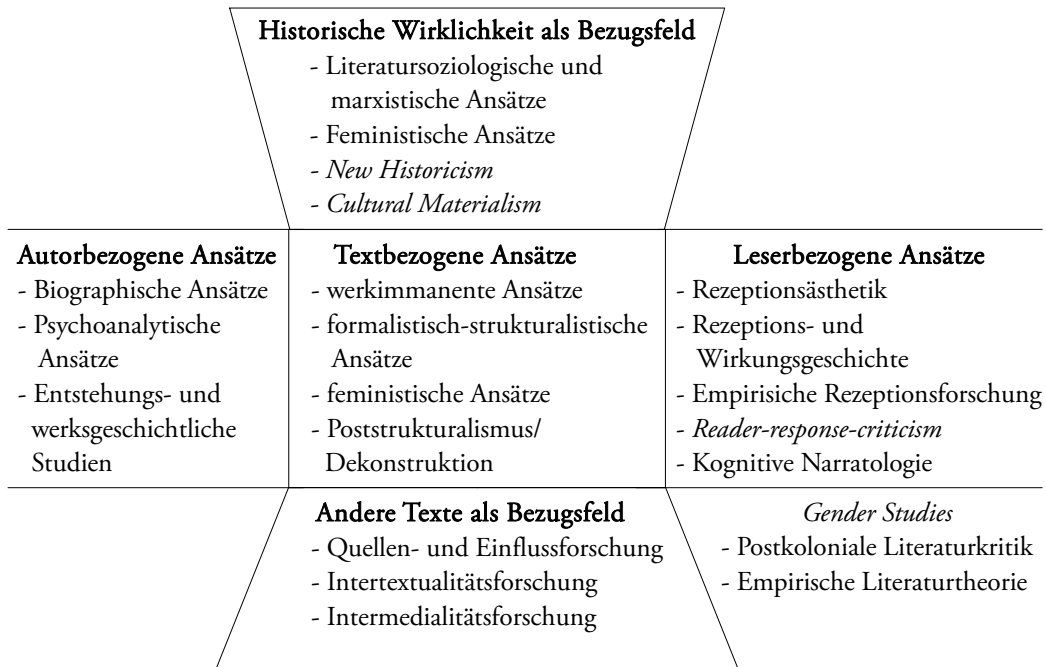 Historische Wirklichkeit als Bezugsfeld
- Literatursoziologische und
marxistische Ansätze
- Feministische Ansätze
- New Historicism
- Cultural Materialism
Autorbezogene Ansätze
- Biographische Ansätze
- Psychoanalytische
Ansätze
- Entstehungs- und
werksgeschichtliche
Studien
Textbezogene Ansätze
- werkimmanente Ansätze
- formalistisch-strukturalistische
Ansätze
- feministische Ansätze
- Poststrukturalismus/
Dekonstruktion
Leserbezogene Ansätze
- Rezeptionsästhetik
- Rezeptions- und
Wirkungsgeschichte
- Empirisiche Rezeptionsforschung
- Reader-response-criticism
- Kognitive Narratologie
Andere Texte als Bezugsfeld
- Quellen- und Einflussforschung
- Intertextualitätsforschung
- Intermedialitätsforschung
Gender Studies
- Postkoloniale Literaturkritik
- Empirische Literaturtheorie